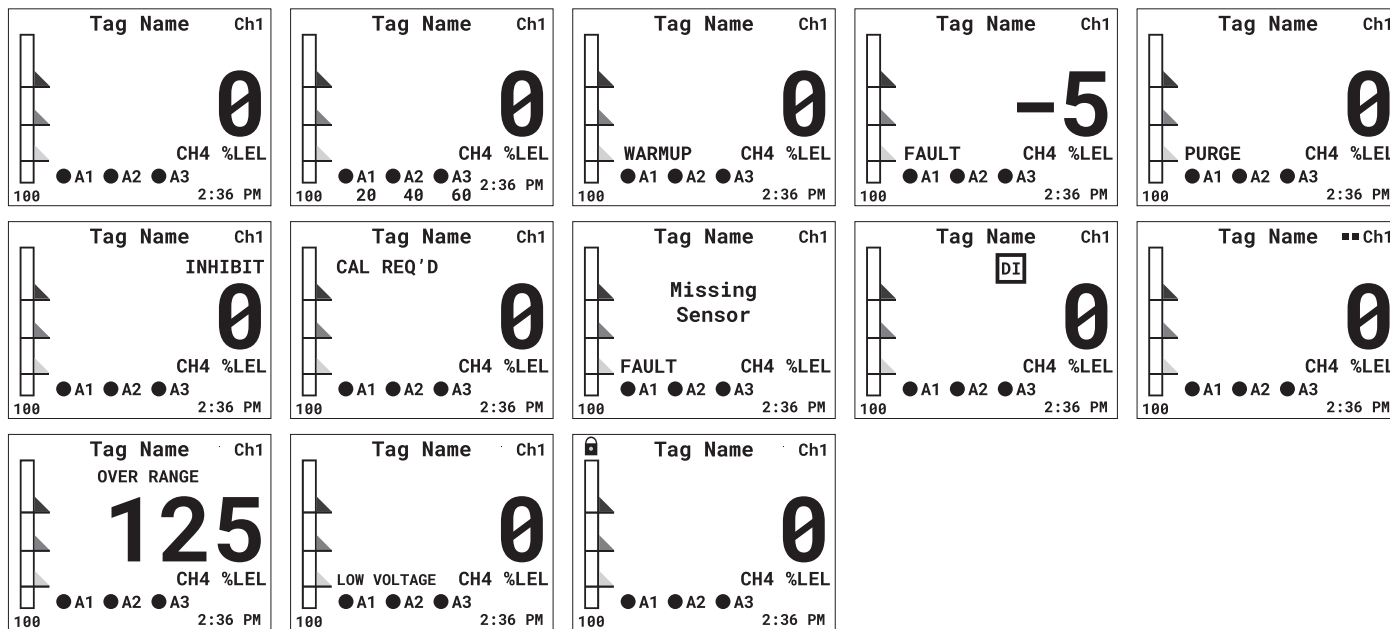 Tag Name Ch1
0
CH4 %LEL
A1 A2 A3
100 2:36 PM
Tag Name Ch1
0
CH4 %LEL
A1 A2 A3
100 20 40 60 2:36 PM
Tag Name Ch1
0
WARMUP CH4 %LEL
A1 A2 A3
100 2:36 PM
Tag Name Ch1
-5
FAULT CH4 %LEL
A1 A2 A3
100 2:36 PM
Tag Name Ch1
0
PURGE CH4 %LEL
A1 A2 A3
100 2:36 PM
Tag Name Ch1
INHIBIT
0
CH4 %LEL
A1 A2 A3
100 2:36 PM
Tag Name Ch1
CAL REQ’D
0
CH4 %LEL
A1 A2 A3
100 2:36 PM
Tag Name Ch1
Missing
Sensor
FAULT CH4 %LEL
A1 A2 A3
100 2:36 PM
Tag Name Ch1
DI
0
CH4 %LEL
A1 A2 A3
100 2:36 PM
Tag Name Ch1
0
CH4 %LEL
A1 A2 A3
100 2:36 PM
Tag Name Ch1
OVER RANGE
125
CH4 %LEL
A1 A2 A3
100 2:36 PM
Tag Name Ch1
0
LOW VOLTAGE CH4 %LEL
A1 A2 A3
100 2:36 PM
Tag Name Ch1
0
CH4 %LEL
A1 A2 A3
100 2:36 PM